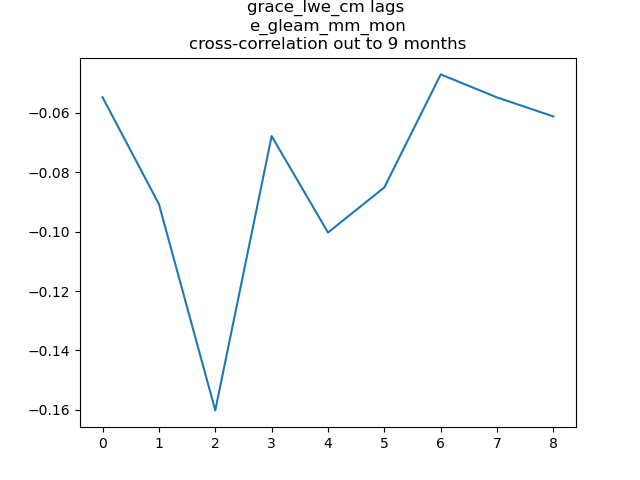 grace_lwe_cm lags
e_gleam_mm_mon
cross-correlation out to 9 months
−0.06
−0.08
−0.10
−0.12
−0.14
−0.16
0 1 2 3 4 5 6 7 8